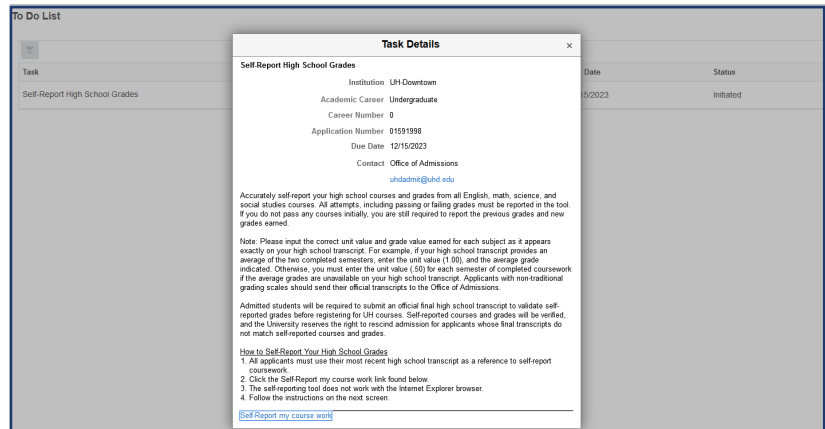 To Do List
Task Details
×
Task
Date
Status
Self-Report High School Grades
15/2023
Initiated
Self-Report High School Grades
Institution UH-Downtown
Academic Career Undergraduate
Career Number 0
Application Number 01591998
Due Date 12/15/2023
Contact Office of Admissions
uhdadmit@uhd.edu
Accurately self-report your high school courses and grades from all English, math, science, and
social studies courses. All attempts, including passing or failing grades must be reported in the tool.
If you do not pass any courses initially, you are still required to report the previous grades and new
grades earned.
Note: Please input the correct unit value and grade value earned for each subject as it appears
exactly on your high school transcript. For example, if your high school transcript provides an
average of the two completed semesters, enter the unit value (1.00), and the average grade
indicated. Otherwise, you must enter the unit value (.50) for each semester of completed coursework
if the average grades are unavailable on your high school transcript. Applicants with non-traditional
grading scales should send their official transcripts to the Office of Admissions.
Admitted students will be required to submit an official final high school transcript to validate self-
reported grades before registering for UH courses. Self-reported courses and grades will be verified,
and the University reserves the right to rescind admission for applicants whose final transcripts do
not match self-reported courses and grades.
How to Self-Report Your High School Grades
1. All applicants must use their most recent high school transcript as a reference to self-report
coursework.
2. Click the Self-Report my course work link found below.
3. The self-reporting tool does not work with the Internet Explorer browser.
4. Follow the instructions on the next screen.
Self-Report my course work